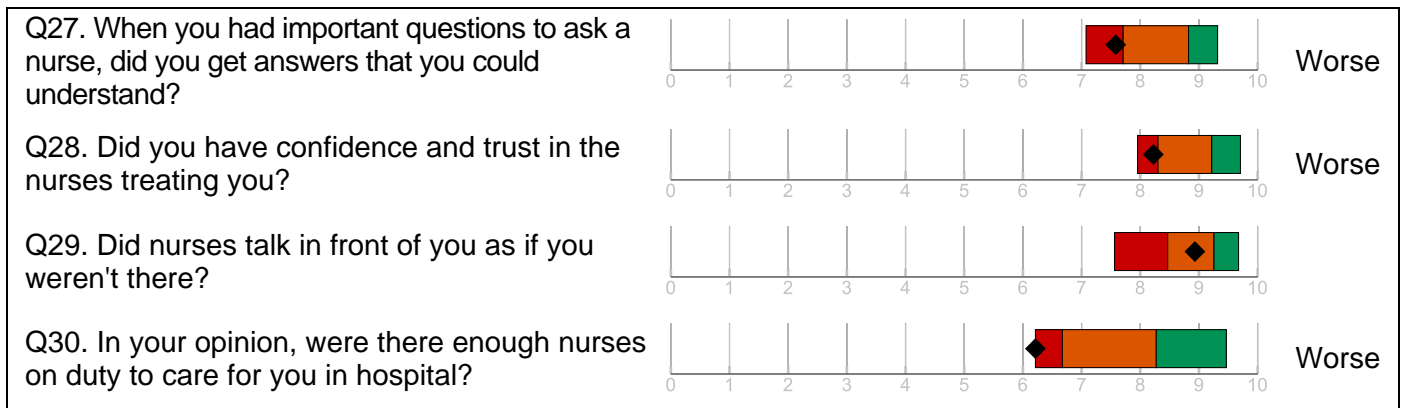 Q27. When you had important questions to ask a
nurse, did you get answers that you could
understand?
0 1 2 3 4 5 6 7 8 9 10
Worse
Q28. Did you have confidence and trust in the
nurses treating you?
0 1 2 3 4 5 6 7 8 9 10
Worse
Q29. Did nurses talk in front of you as if you
weren't there?
0 1 2 3 4 5 6 7 8 9 10
Q30. In your opinion, were there enough nurses
on duty to care for you in hospital?
0 1 2 3 4 5 6 7 8 9 10
Worse